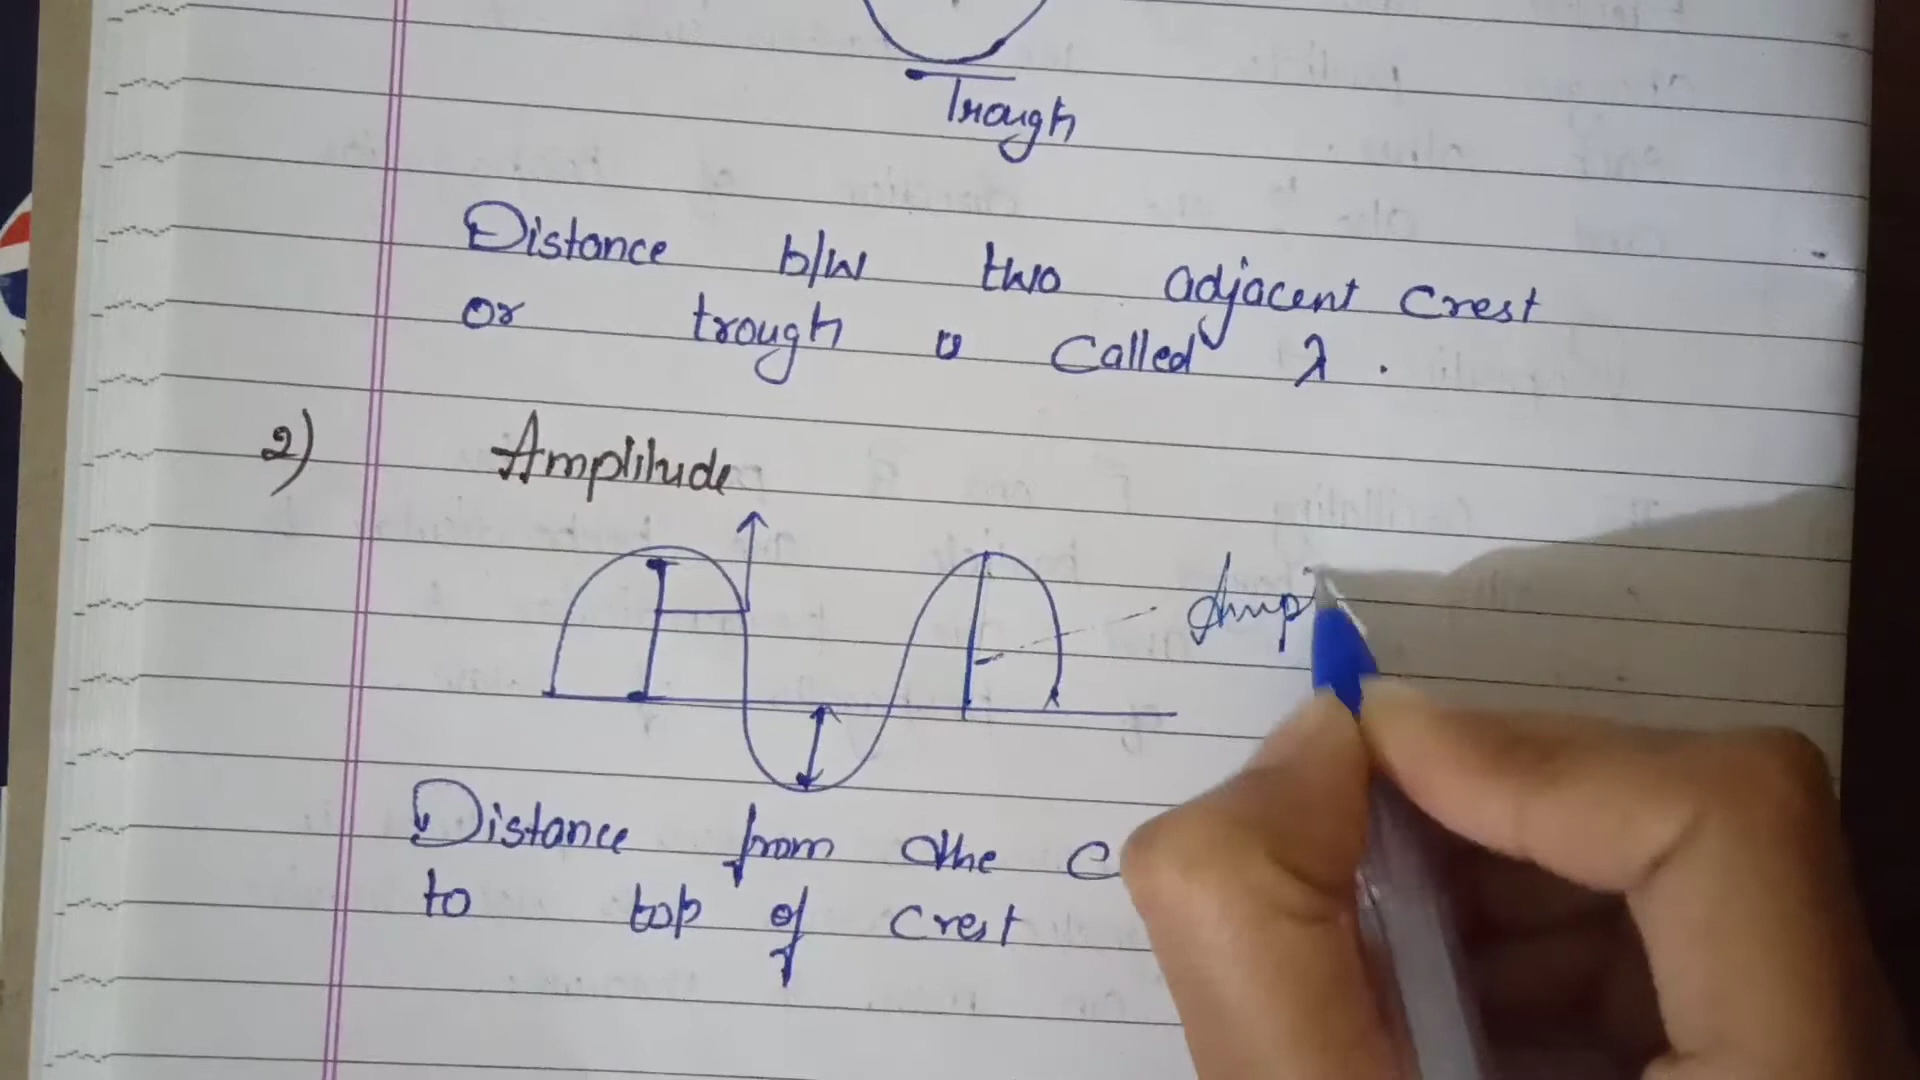 Trough
Distance b/w two adjacent Crest
or trough is Called λ .
2) Amplitude
Amp
Distance from the C
to top of Crest